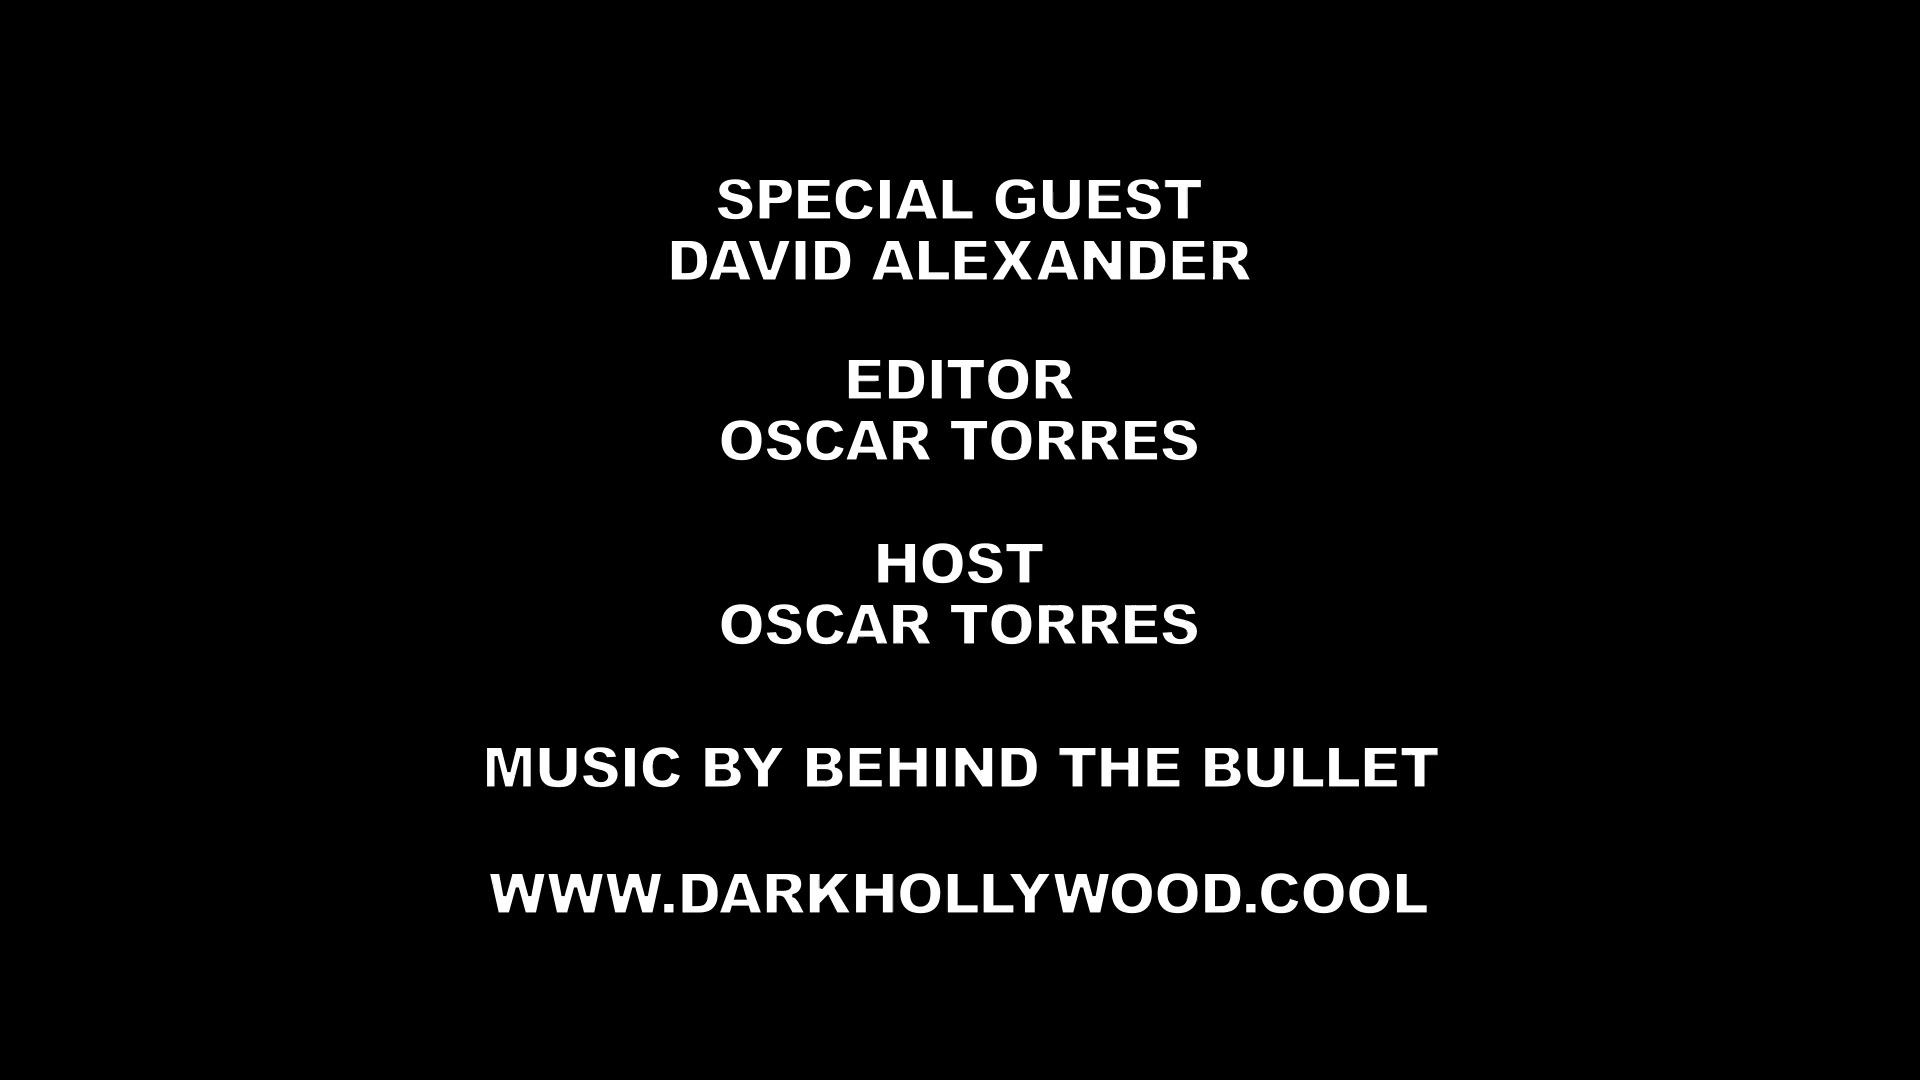 SPECIAL GUEST
DAVID ALEXANDER
EDITOR
OSCAR TORRES
HOST
OSCAR TORRES
MUSIC BY BEHIND THE BULLET
WWW.DARKHOLLYWOOD.COOL